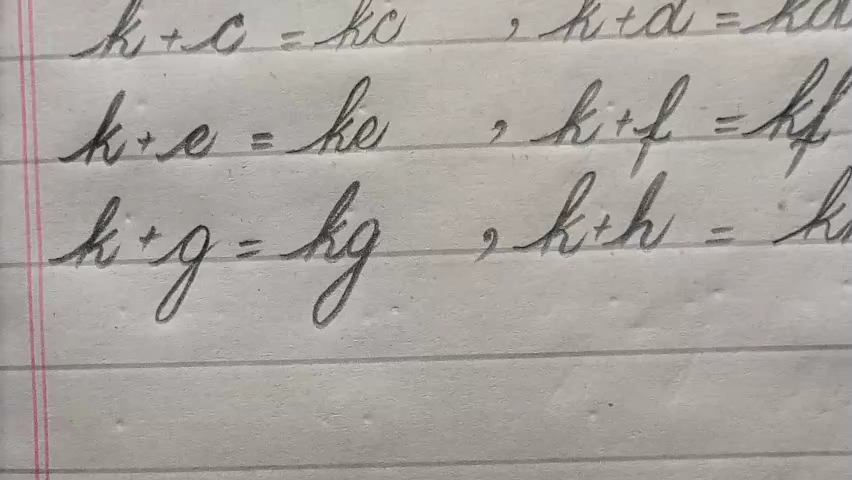 k + c = kc , k + d = kd
k + e = ke , k + f = kf
k + g = kg , k + h =